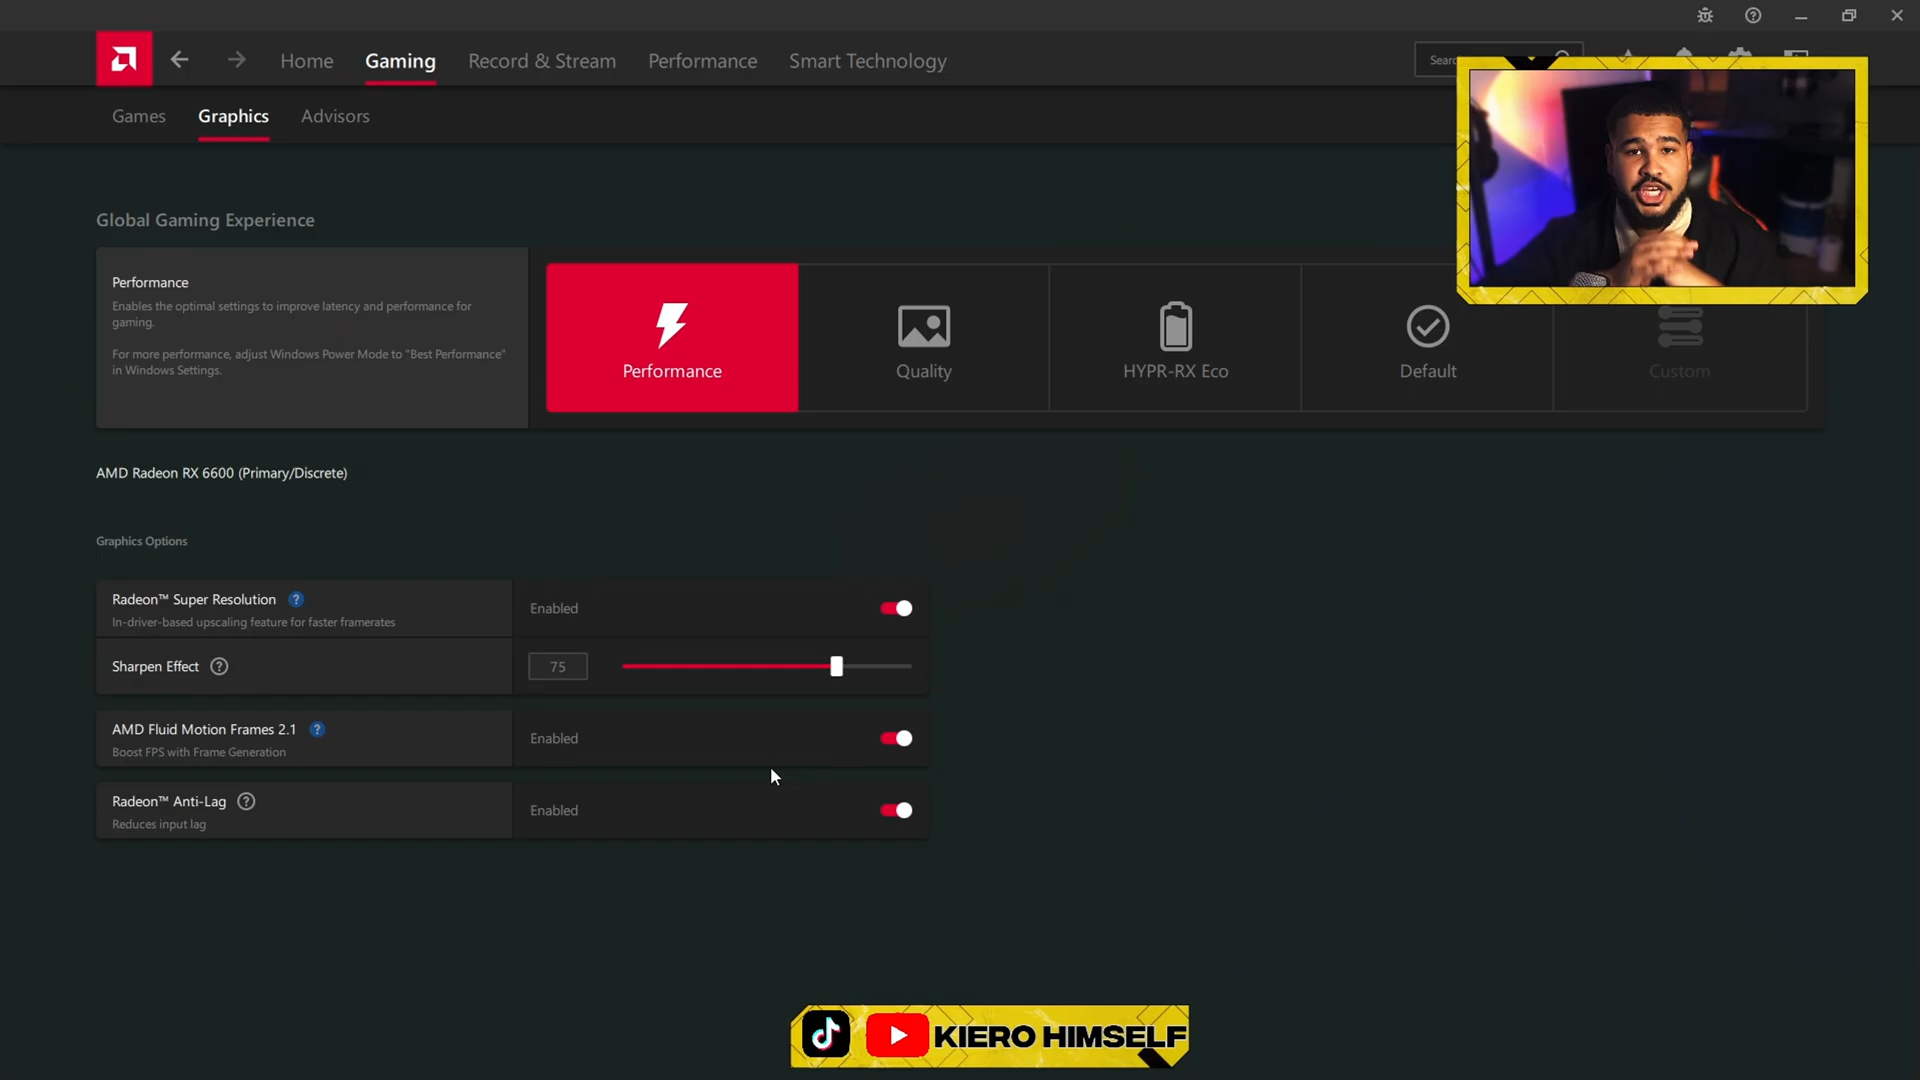 Home Gaming Record & Stream Performance Smart Technology
Games Graphics Advisors
Global Gaming Experience
Performance
Enables the optimal settings to improve latency and performance for
gaming.
For more performance, adjust Windows Power Mode to "Best Performance"
in Windows Settings.
Performance
Quality
HYPR-RX Eco
Default
Custom
AMD Radeon RX 6600 (Primary/Discrete)
Graphics Options
Radeon™ Super Resolution ?
In-driver-based upscaling feature for faster framerates
Enabled
Sharpen Effect ?
75
AMD Fluid Motion Frames 2.1 ?
Boost FPS with Frame Generation
Enabled
Radeon™ Anti-Lag ?
Reduces input lag
Enabled
KIERO HIMSELF